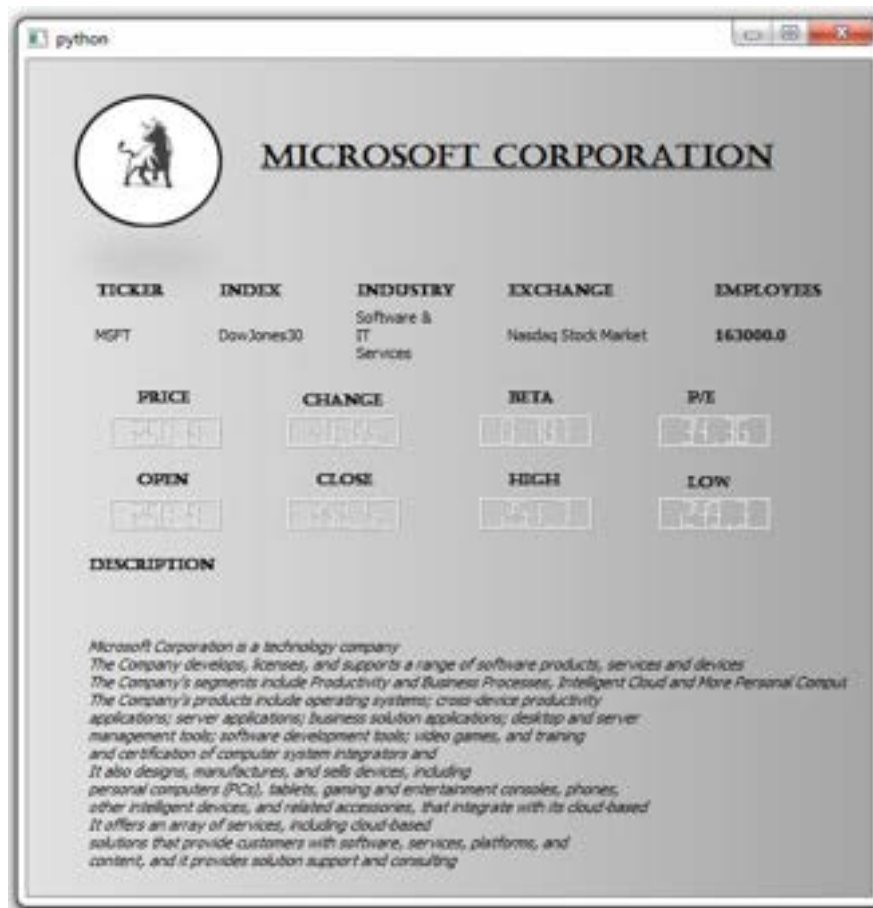 python
MICROSOFT CORPORATION
TICKER INDEX INDUSTRY EXCHANGE EMPLOYEES
MSFT DowJones30 Software & IT Services Nasdaq Stock Market 163000.0
PRICE CHANGE BETA P/E
OPEN CLOSE HIGH LOW
DESCRIPTION
Microsoft Corporation is a technology company
The Company develops, licenses, and supports a range of software products, services and devices
The Company's segments include Productivity and Business Processes, Intelligent Cloud and More Personal Comput
The Company's products include operating systems; cross-device productivity
applications; server applications; business solution applications; desktop and server
management tools; software development tools; video games, and training
and certification of computer system integrators and
It also designs, manufactures, and sells devices, including
personal computers (PCs), tablets, gaming and entertainment consoles, phones,
other intelligent devices, and related accessories, that integrate with its cloud-based
It offers an array of services, including cloud-based
solutions that provide customers with software, services, platforms, and
content, and it provides solution support and consulting